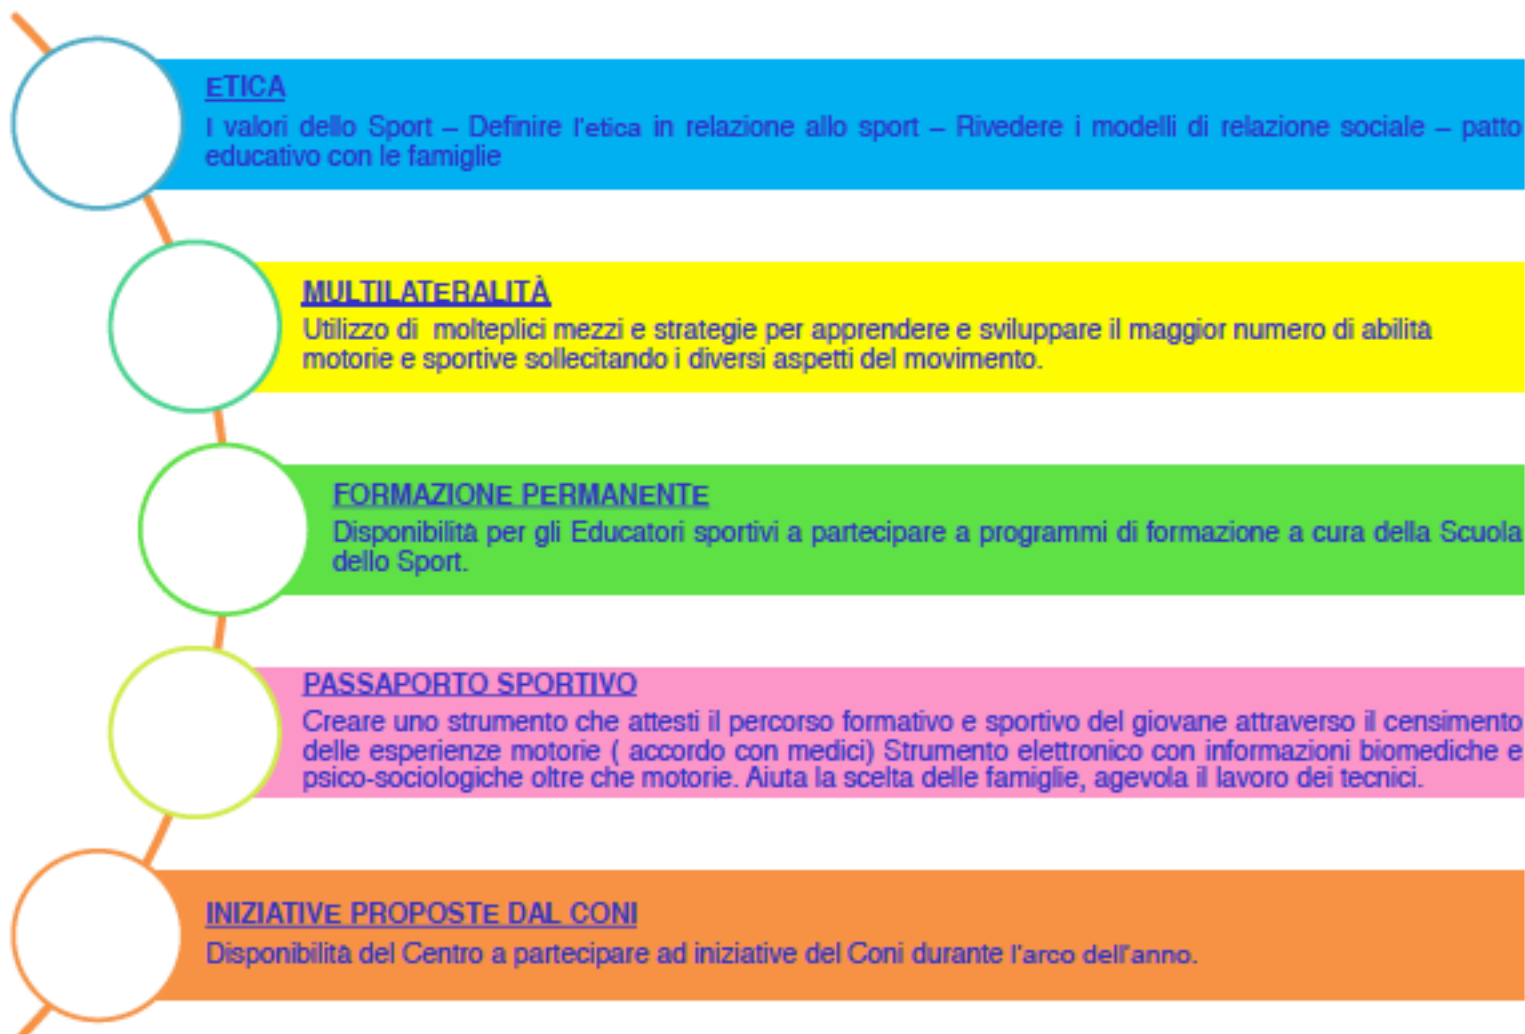 ETICA
I valori dello Sport – Definire l'etica in relazione allo sport – Rivedere i modelli di relazione sociale – patto
educativo con le famiglie
MULTILATERALITÀ
Utilizzo di  molteplici mezzi e strategie per apprendere e sviluppare il maggior numero di abilità
motorie e sportive sollecitando i diversi aspetti del movimento.
FORMAZIONE PERMANENTE
Disponibilità per gli Educatori sportivi a partecipare a programmi di formazione a cura della Scuola
dello Sport.
PASSAPORTO SPORTIVO
Creare uno strumento che attesti il percorso formativo e sportivo del giovane attraverso il censimento
delle esperienze motorie ( accordo con medici) Strumento elettronico con informazioni biomediche e
psico-sociologiche oltre che motorie. Aiuta la scelta delle famiglie, agevola il lavoro dei tecnici.
INIZIATIVE PROPOSTE DAL CONI
Disponibilità del Centro a partecipare ad iniziative del Coni durante l'arco dell'anno.